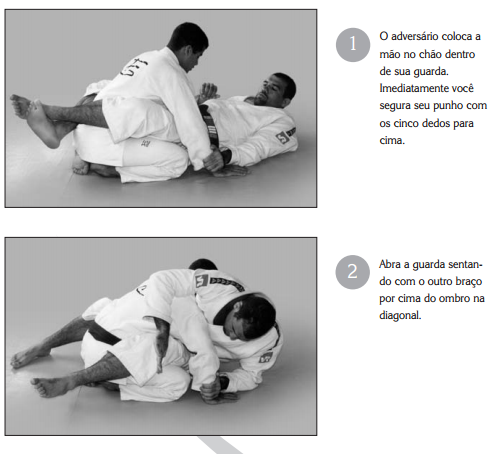 1
O adversário coloca a
mão no chão dentro
de sua guarda.
Imediatamente você
segura seu punho com
os cinco dedos para
cima.
2
Abra a guarda sentan-
do com o outro braço
por cima do ombro na
diagonal.